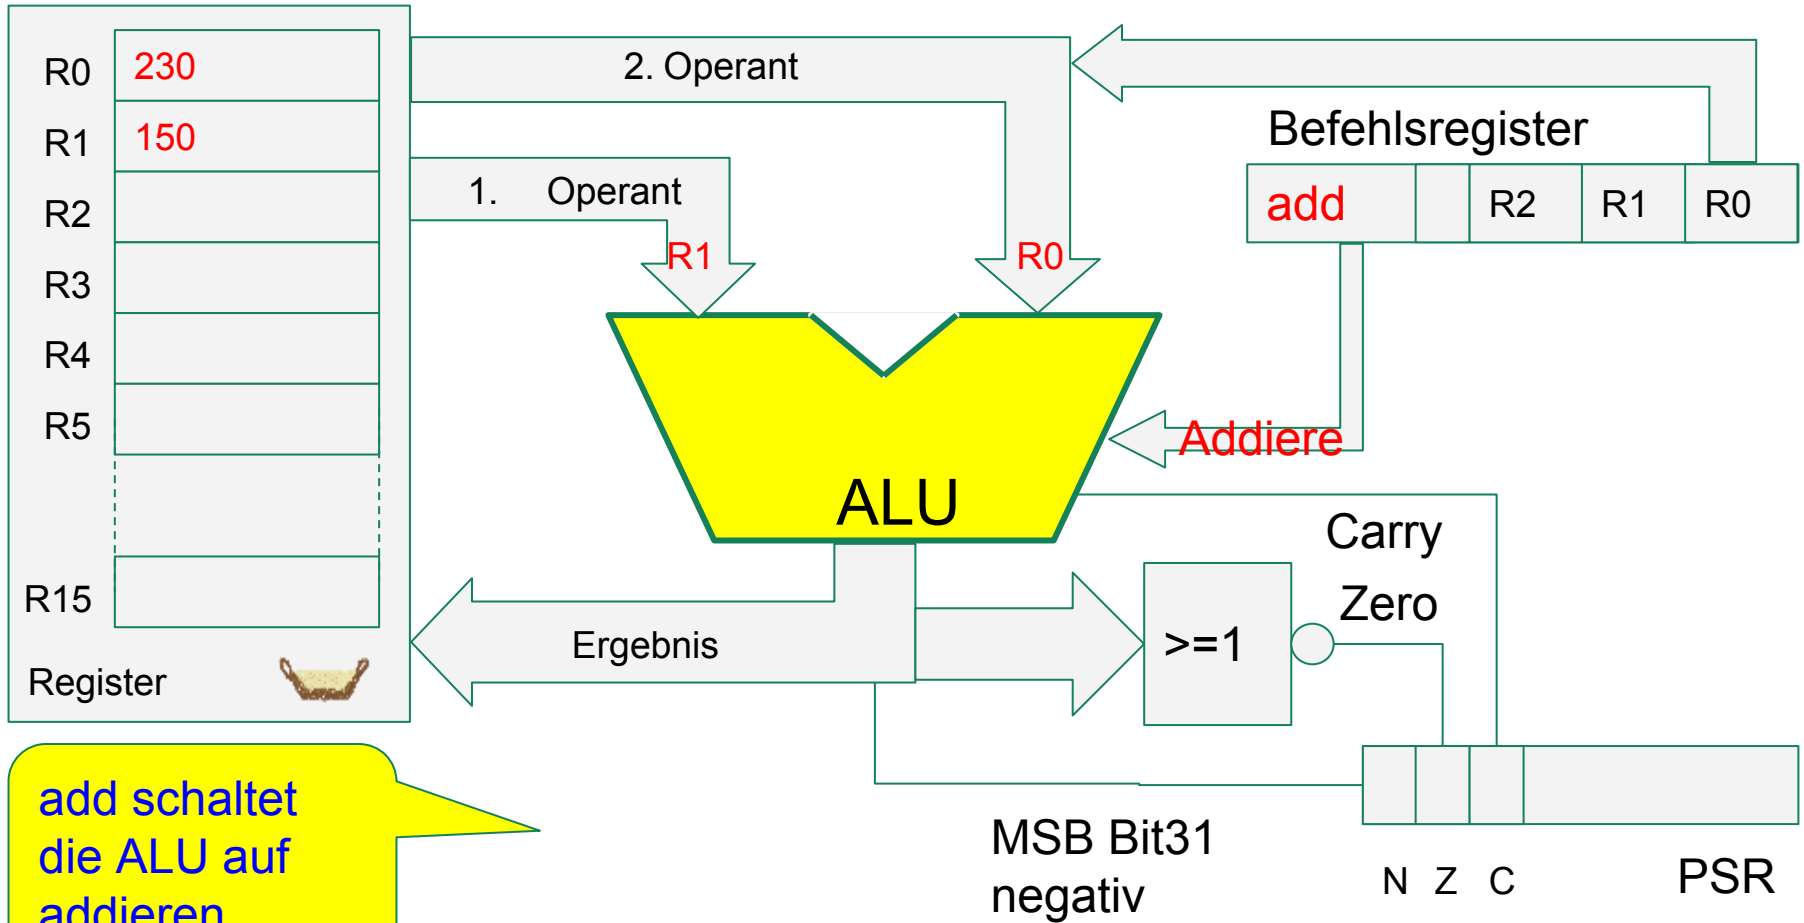 R0
230
2. Operant
Befehlsregister
R1
150
1. Operant
add
R2
R1
R0
R2
R1
R0
R3
R4
R5
Addiere
ALU
Carry
R15
Zero
Ergebnis
>=1
Register
add schaltet
die ALU auf
addieren
MSB Bit31
negativ
N Z C
PSR